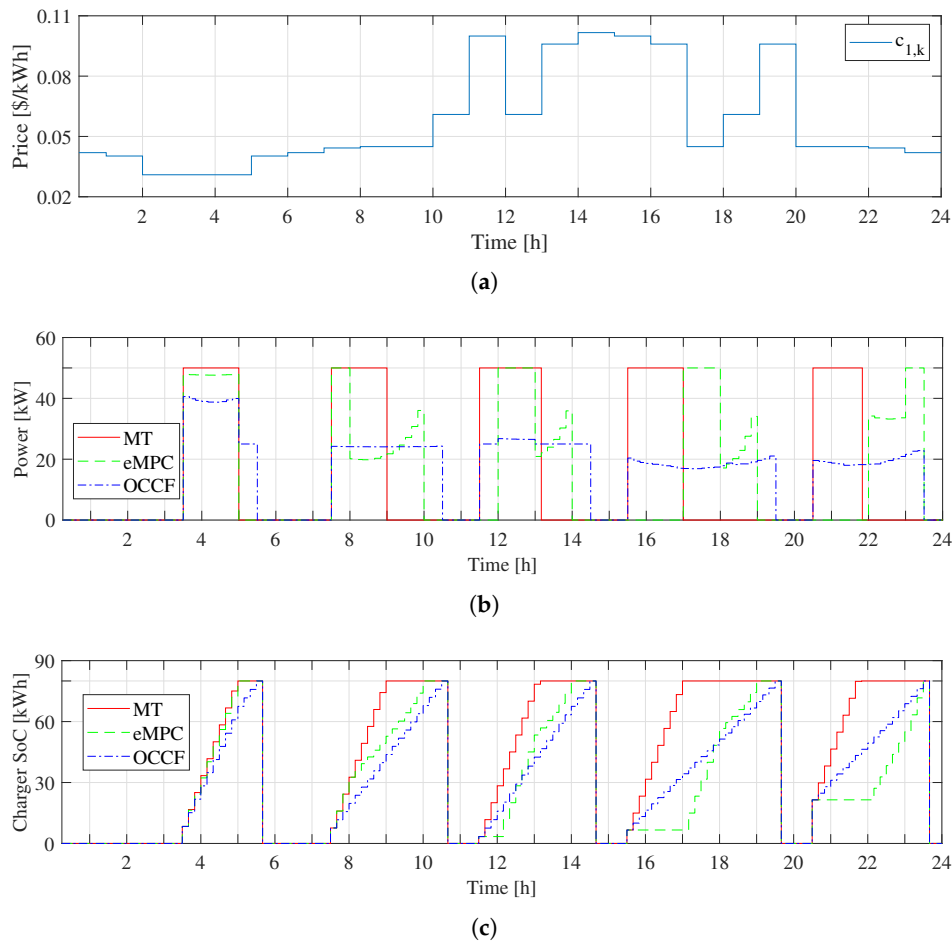 0.11
0.08
0.05
0.02
Price [$/kWh]
c1,k
2 4 6 8 10 12 14 16 18 20 22 24
Time [h]
(a)
60
40
20
0
Power [kW]
MT
eMPC
OCCF
2 4 6 8 10 12 14 16 18 20 22 24
Time [h]
(b)
90
60
30
0
Charger SoC [kWh]
MT
eMPC
OCCF
2 4 6 8 10 12 14 16 18 20 22 24
Time [h]
(c)